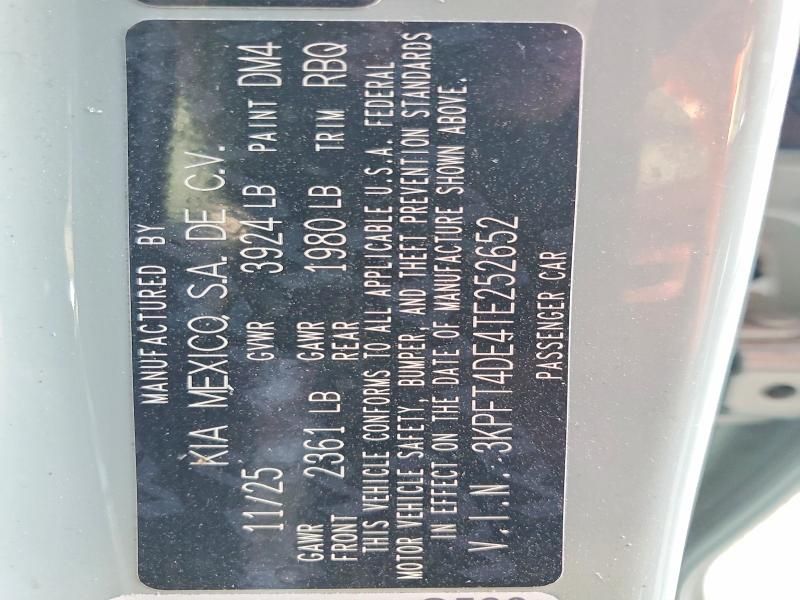 MANUFACTURED BY
KIA MEXICO, S.A. DE C.V.
11/25 GVWR 3924 LB PAINT DM4
GAWR FRONT 2361 LB GAWR REAR 1980 LB TRIM RBQ
THIS VEHICLE CONFORMS TO ALL APPLICABLE U.S.A. FEDERAL
MOTOR VEHICLE SAFETY, BUMPER, AND THEFT PREVENTION STANDARDS
IN EFFECT ON THE DATE OF MANUFACTURE SHOWN ABOVE.
V.I.N.: 3KPFT4DE4TE252652
PASSENGER CAR